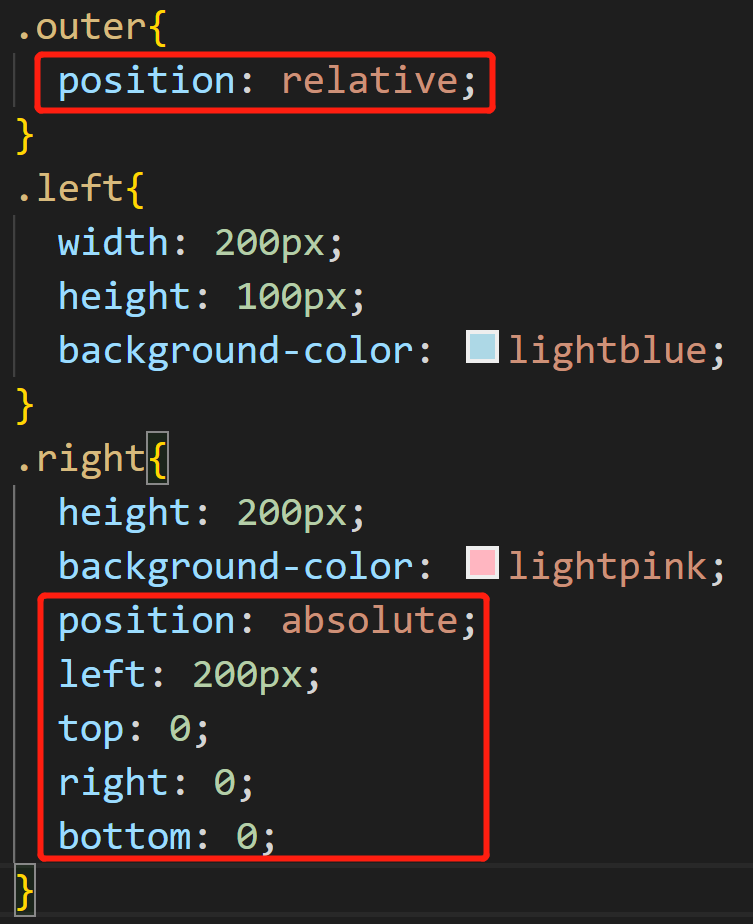 .outer{
position: relative;
}
.left{
width: 200px;
height: 100px;
background-color: lightblue;
}
.right{
height: 200px;
background-color: lightpink;
position: absolute;
left: 200px;
top: 0;
right: 0;
bottom: 0;
}